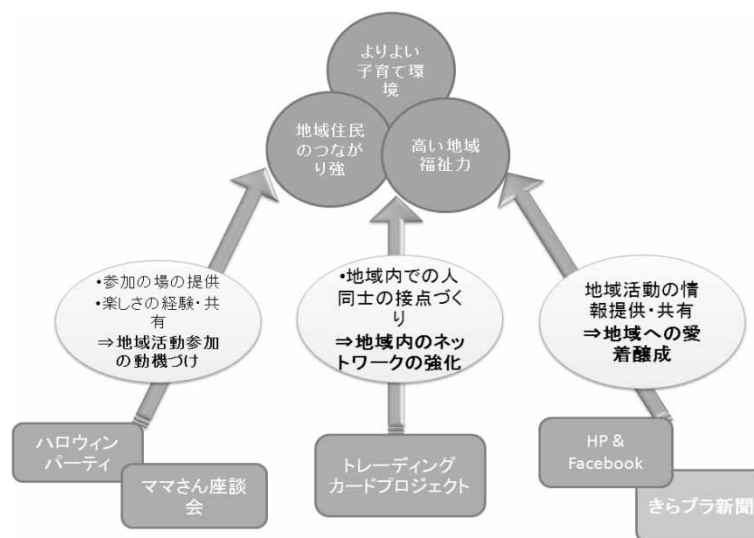 よりよい
子育て環
境
地域住民
のつなが
り強
高い地域
福祉力
•参加の場の提供
•楽しさの経験・共
有
⇒地域活動参加
の動機づけ
•地域内での人
同士の接点づく
り
⇒地域内のネッ
トワークの強化
地域活動の情
報提供・共有
⇒地域への愛
着醸成
ハロウィン
パーティ
ママさん座談
会
トレーディング
カードプロジェクト
HP &
Facebook
きらプラ新聞